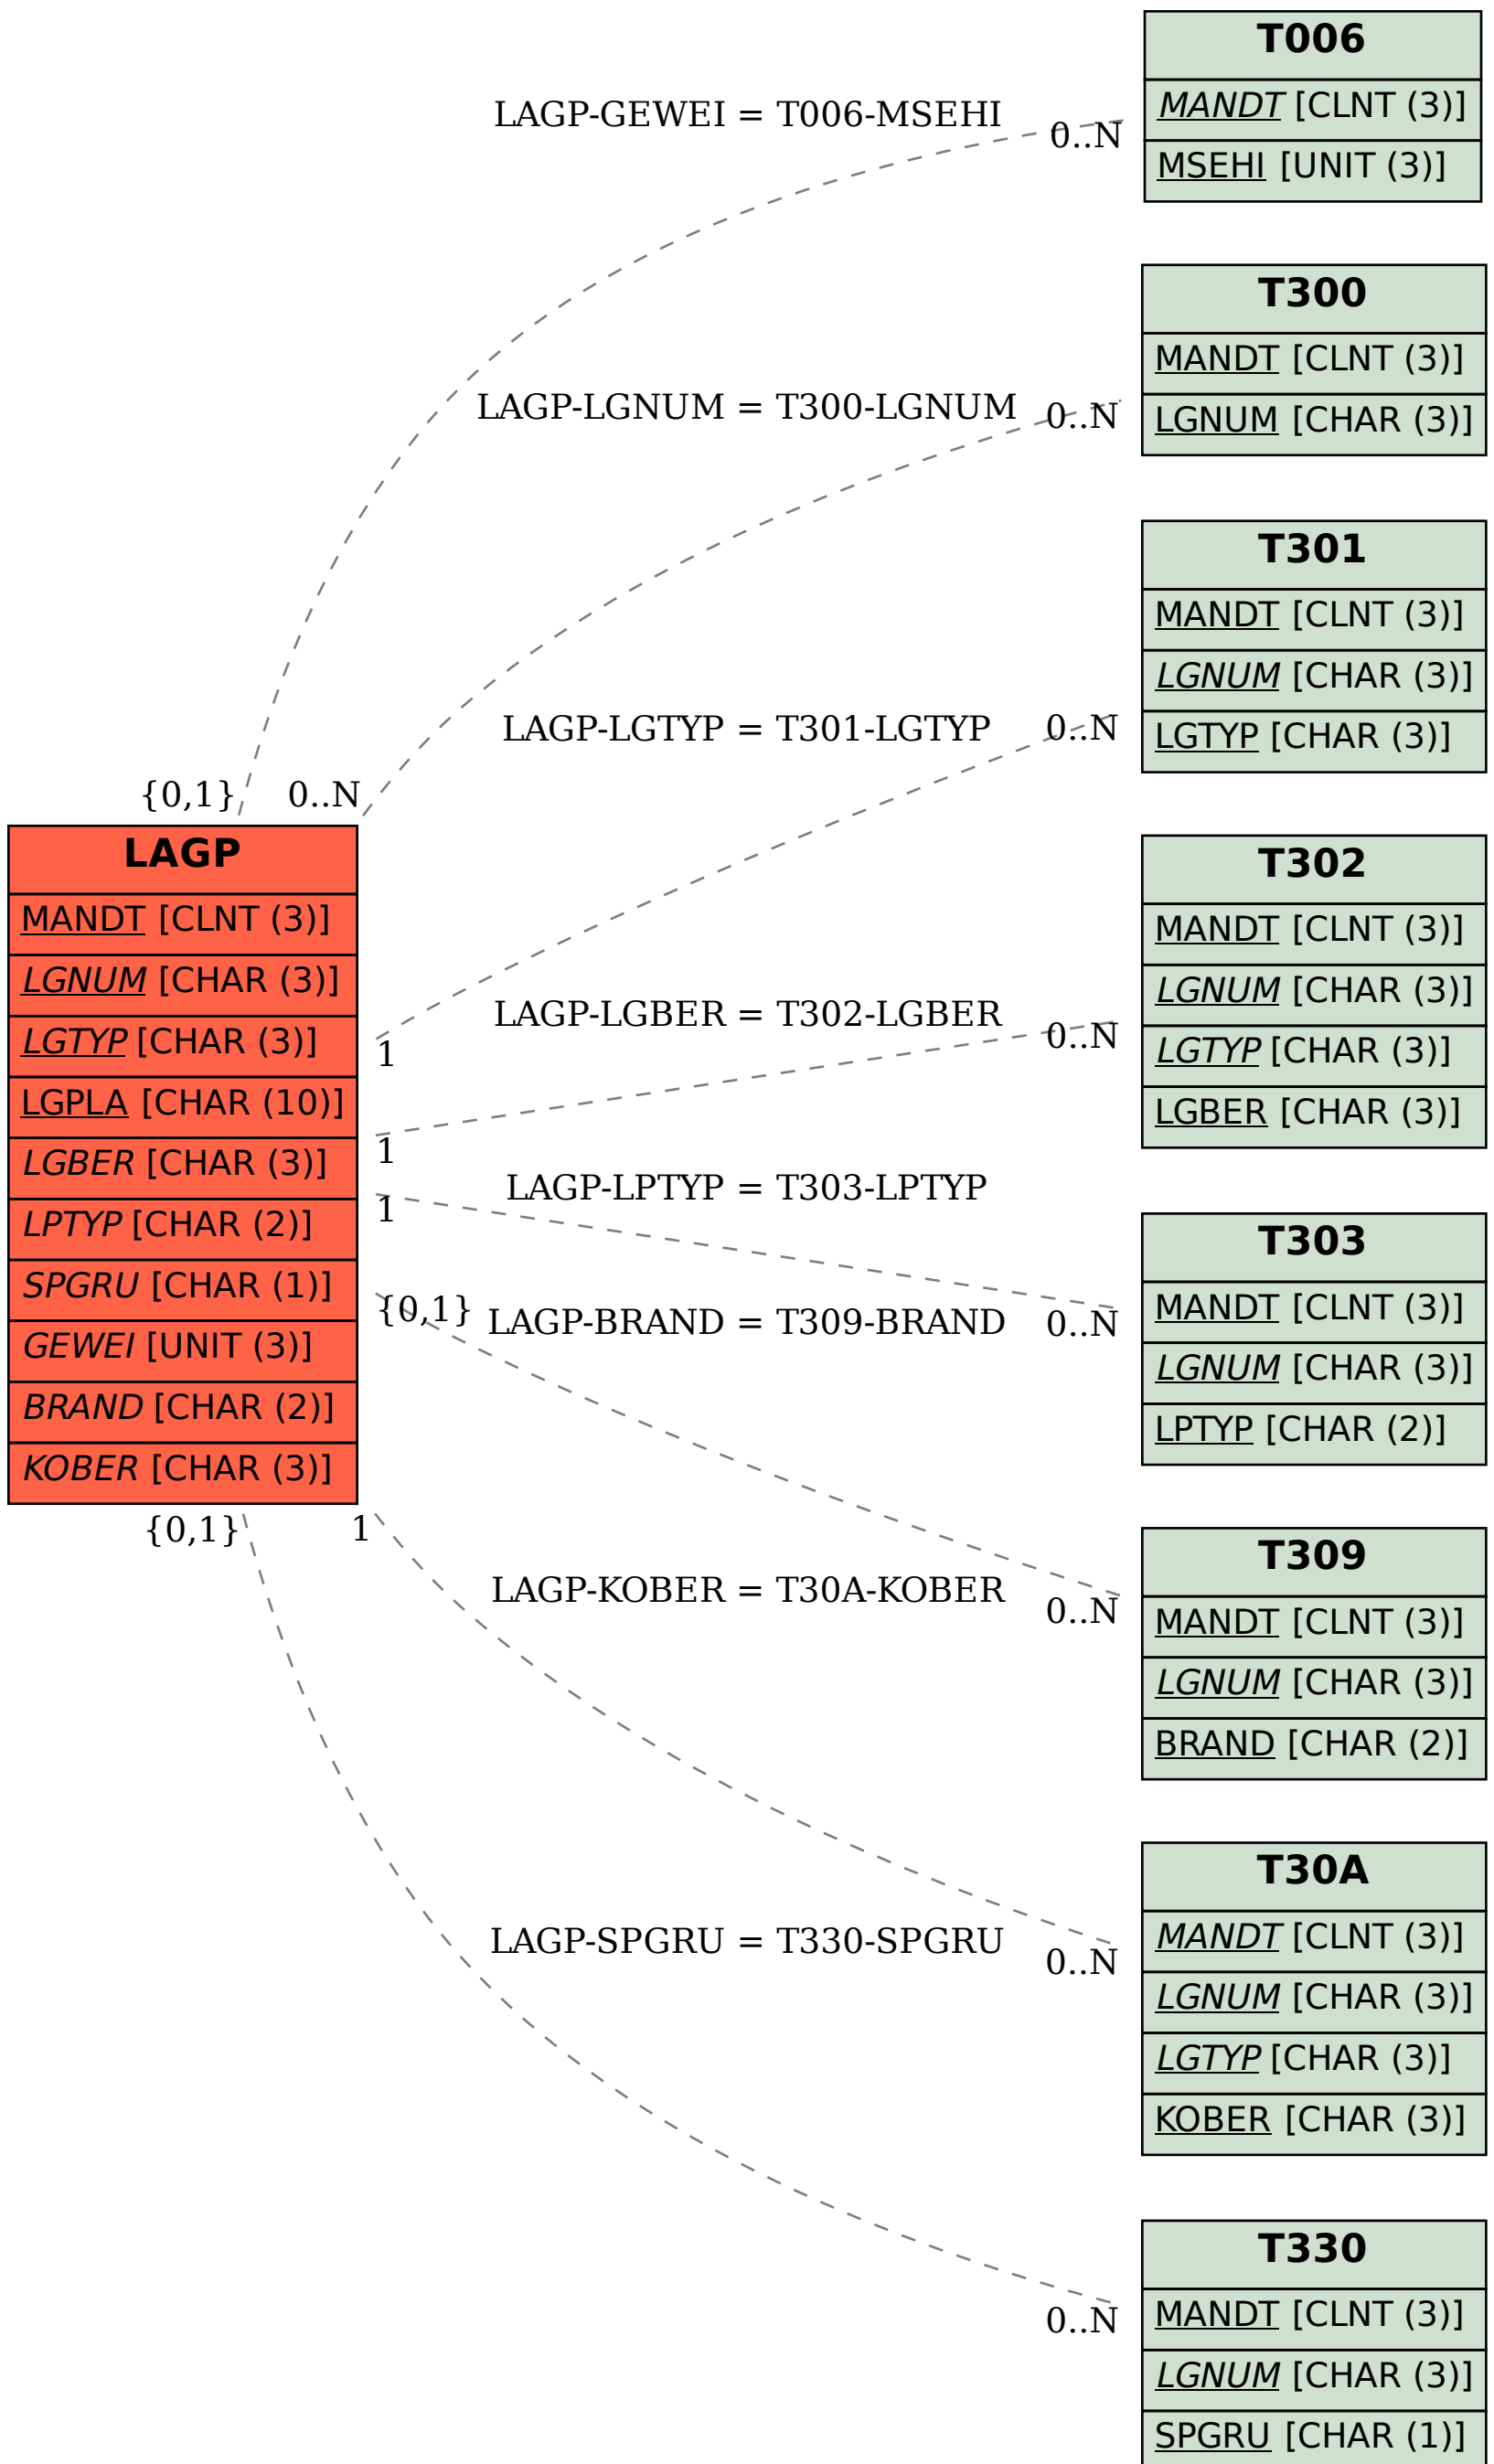 T006
MANDT [CLNT (3)]
MSEHI [UNIT (3)]
LAGP-GEWEI = T006-MSEHI
0..N
T300
MANDT [CLNT (3)]
LGNUM [CHAR (3)]
LAGP-LGNUM = T300-LGNUM
0..N
T301
MANDT [CLNT (3)]
LGNUM [CHAR (3)]
LGTYP [CHAR (3)]
LAGP-LGTYP = T301-LGTYP
0..N
{0,1}
0..N
LAGP
MANDT [CLNT (3)]
LGNUM [CHAR (3)]
LGTYP [CHAR (3)]
LGPLA [CHAR (10)]
LGBER [CHAR (3)]
LPTYP [CHAR (2)]
SPGRU [CHAR (1)]
GEWEI [UNIT (3)]
BRAND [CHAR (2)]
KOBER [CHAR (3)]
T302
MANDT [CLNT (3)]
LGNUM [CHAR (3)]
LGTYP [CHAR (3)]
LGBER [CHAR (3)]
1
LAGP-LGBER = T302-LGBER
0..N
1
LAGP-LPTYP = T303-LPTYP
1
T303
MANDT [CLNT (3)]
LGNUM [CHAR (3)]
LPTYP [CHAR (2)]
{0,1}
LAGP-BRAND = T309-BRAND
0..N
{0,1}
1
T309
MANDT [CLNT (3)]
LGNUM [CHAR (3)]
BRAND [CHAR (2)]
LAGP-KOBER = T30A-KOBER
0..N
T30A
MANDT [CLNT (3)]
LGNUM [CHAR (3)]
LGTYP [CHAR (3)]
KOBER [CHAR (3)]
LAGP-SPGRU = T330-SPGRU
0..N
T330
MANDT [CLNT (3)]
LGNUM [CHAR (3)]
SPGRU [CHAR (1)]
0..N